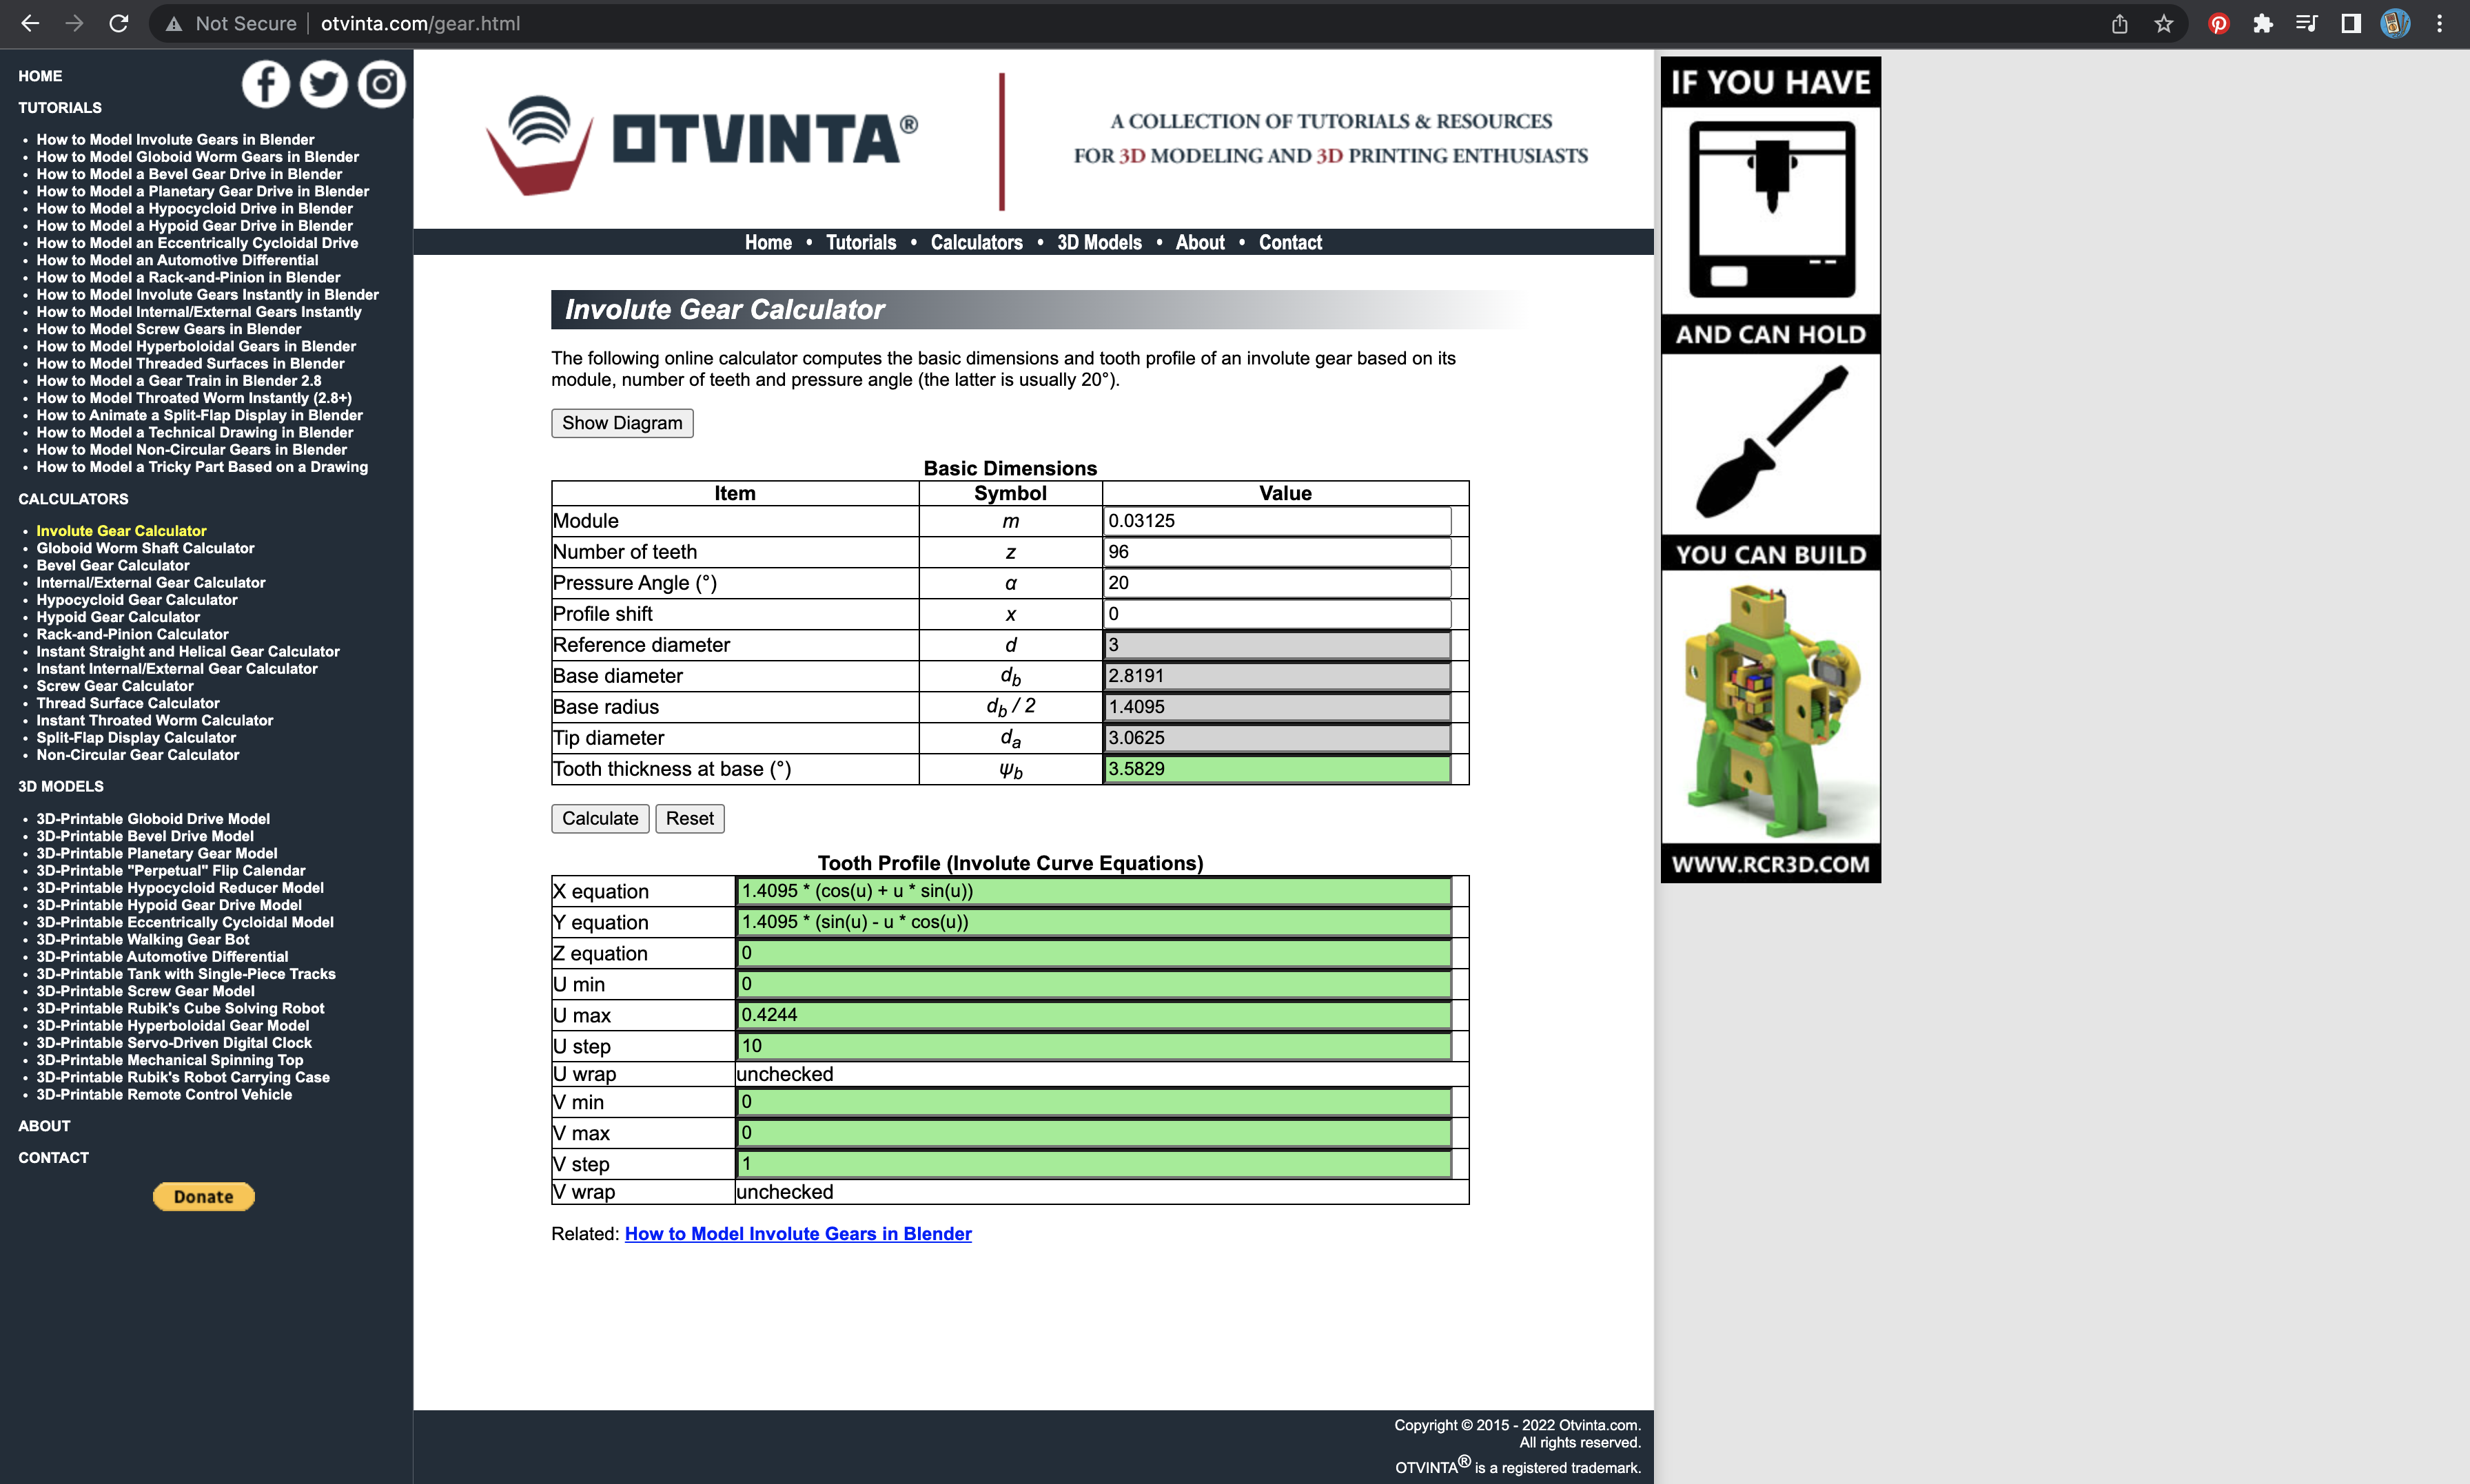 Not Secure | otvinta.com/gear.html
HOME
TUTORIALS
• How to Model Involute Gears in Blender
• How to Model Globoid Worm Gears in Blender
• How to Model a Bevel Gear Drive in Blender
• How to Model a Planetary Gear Drive in Blender
• How to Model a Hypocycloid Drive in Blender
• How to Model a Hypoid Gear Drive in Blender
• How to Model an Eccentrically Cycloidal Drive
• How to Model an Automotive Differential
• How to Model a Rack-and-Pinion in Blender
• How to Model Involute Gears Instantly in Blender
• How to Model Internal/External Gears Instantly
• How to Model Screw Gears in Blender
• How to Model Hyperboloidal Gears in Blender
• How to Model Threaded Surfaces in Blender
• How to Model a Gear Train in Blender 2.8
• How to Model Throated Worm Instantly (2.8+)
• How to Animate a Split-Flap Display in Blender
• How to Model a Technical Drawing in Blender
• How to Model Non-Circular Gears in Blender
• How to Model a Tricky Part Based on a Drawing
CALCULATORS
• Involute Gear Calculator
• Globoid Worm Shaft Calculator
• Bevel Gear Calculator
• Internal/External Gear Calculator
• Hypocycloid Gear Calculator
• Hypoid Gear Calculator
• Rack-and-Pinion Calculator
• Instant Straight and Helical Gear Calculator
• Instant Internal/External Gear Calculator
• Screw Gear Calculator
• Thread Surface Calculator
• Instant Throated Worm Calculator
• Split-Flap Display Calculator
• Non-Circular Gear Calculator
3D MODELS
• 3D-Printable Globoid Drive Model
• 3D-Printable Bevel Drive Model
• 3D-Printable Planetary Gear Model
• 3D-Printable "Perpetual" Flip Calendar
• 3D-Printable Hypocycloid Reducer Model
• 3D-Printable Hypoid Gear Drive Model
• 3D-Printable Eccentrically Cycloidal Model
• 3D-Printable Walking Gear Bot
• 3D-Printable Automotive Differential
• 3D-Printable Tank with Single-Piece Tracks
• 3D-Printable Screw Gear Model
• 3D-Printable Rubik's Cube Solving Robot
• 3D-Printable Hyperboloidal Gear Model
• 3D-Printable Servo-Driven Digital Clock
• 3D-Printable Mechanical Spinning Top
• 3D-Printable Rubik's Robot Carrying Case
• 3D-Printable Remote Control Vehicle
ABOUT
CONTACT
Donate
OTVINTA®
A COLLECTION OF TUTORIALS & RESOURCES
FOR 3D MODELING AND 3D PRINTING ENTHUSIASTS
Home • Tutorials • Calculators • 3D Models • About • Contact
Involute Gear Calculator
The following online calculator computes the basic dimensions and tooth profile of an involute gear based on its
module, number of teeth and pressure angle (the latter is usually 20°).
Show Diagram
Basic Dimensions
Item Symbol Value
Module m 0.03125
Number of teeth z 96
Pressure Angle (°) α 20
Profile shift x 0
Reference diameter d 3
Base diameter db 2.8191
Base radius db / 2 1.4095
Tip diameter da 3.0625
Tooth thickness at base (°) Ψb 3.5829
Calculate Reset
Tooth Profile (Involute Curve Equations)
X equation 1.4095 * (cos(u) + u * sin(u))
Y equation 1.4095 * (sin(u) - u * cos(u))
Z equation 0
U min 0
U max 0.4244
U step 10
U wrap unchecked
V min 0
V max 0
V step 1
V wrap unchecked
Related: How to Model Involute Gears in Blender
Copyright © 2015 - 2022 Otvinta.com.
All rights reserved.
OTVINTA® is a registered trademark.
IF YOU HAVE
AND CAN HOLD
YOU CAN BUILD
WWW.RCR3D.COM